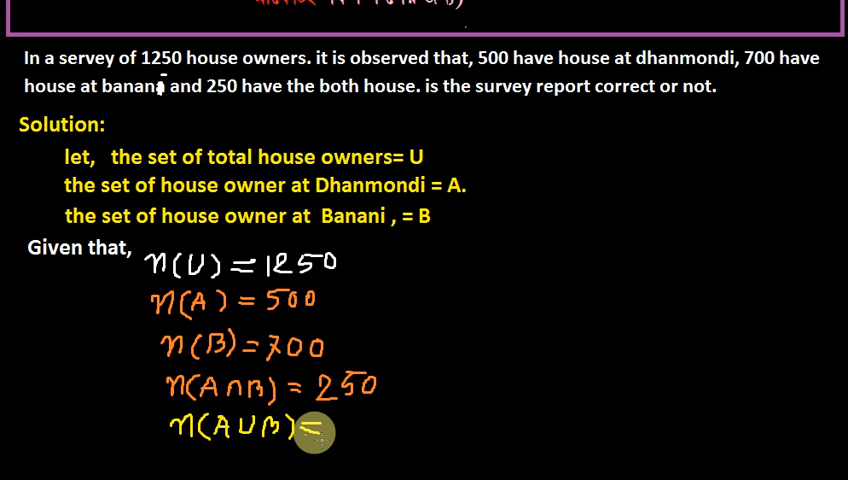 In a servey of 1250 house owners. it is observed that, 500 have house at dhanmondi, 700 have
house at banana and 250 have the both house. is the survey report correct or not.
Solution:
let, the set of total house owners= U
the set of house owner at Dhanmondi = A.
the set of house owner at Banani , = B
Given that,
n(U) = 1250
n(A) = 500
n(B) = 700
n(A∩B) = 250
n(A∪B) =